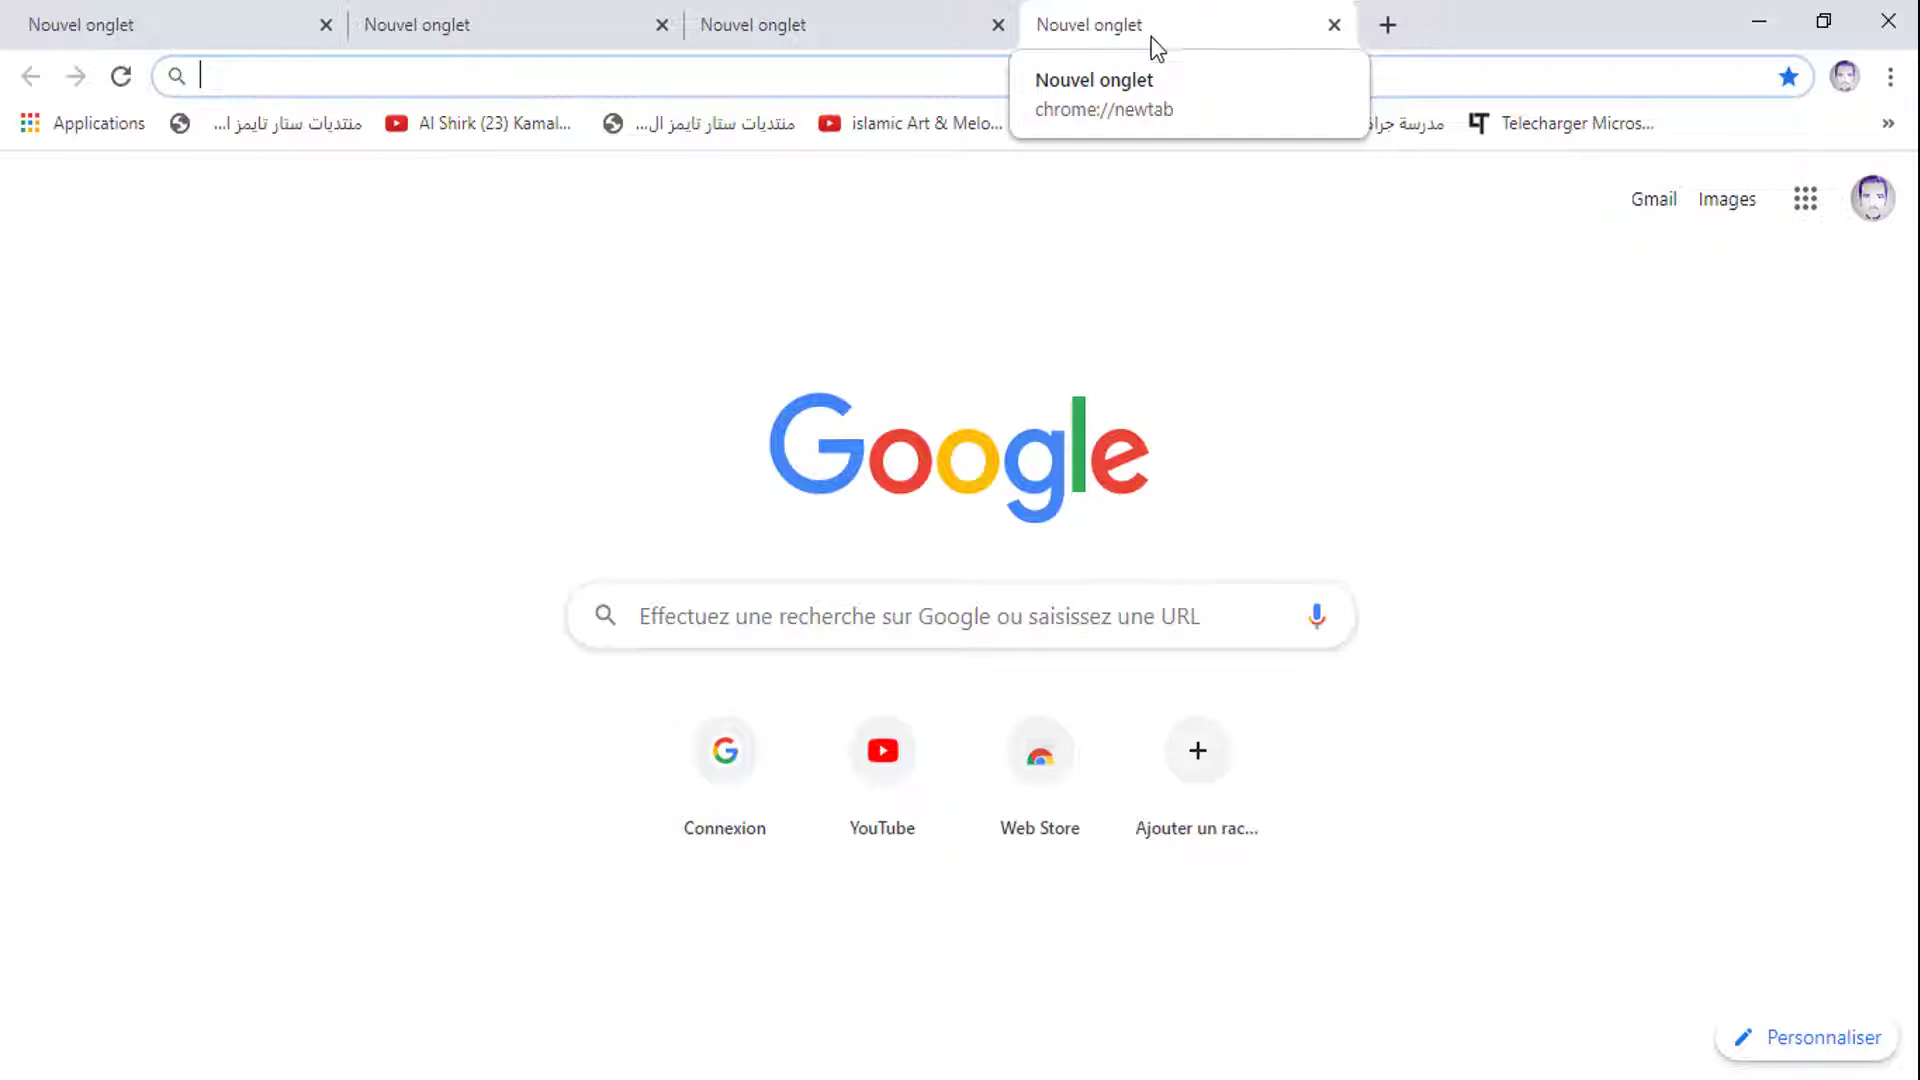 Nouvel onglet
Nouvel onglet
Nouvel onglet
Nouvel onglet
Nouvel onglet
chrome://newtab
Applications
منتديات ستار تايمز ا...
Al Shirk (23) Kamal...
منتديات ستار تايمز ال...
islamic Art & Melo...
مدرسة جرا
Telecharger Micros...
Gmail
Images
Google
Effectuez une recherche sur Google ou saisissez une URL
Connexion
YouTube
Web Store
Ajouter un rac...
Personnaliser